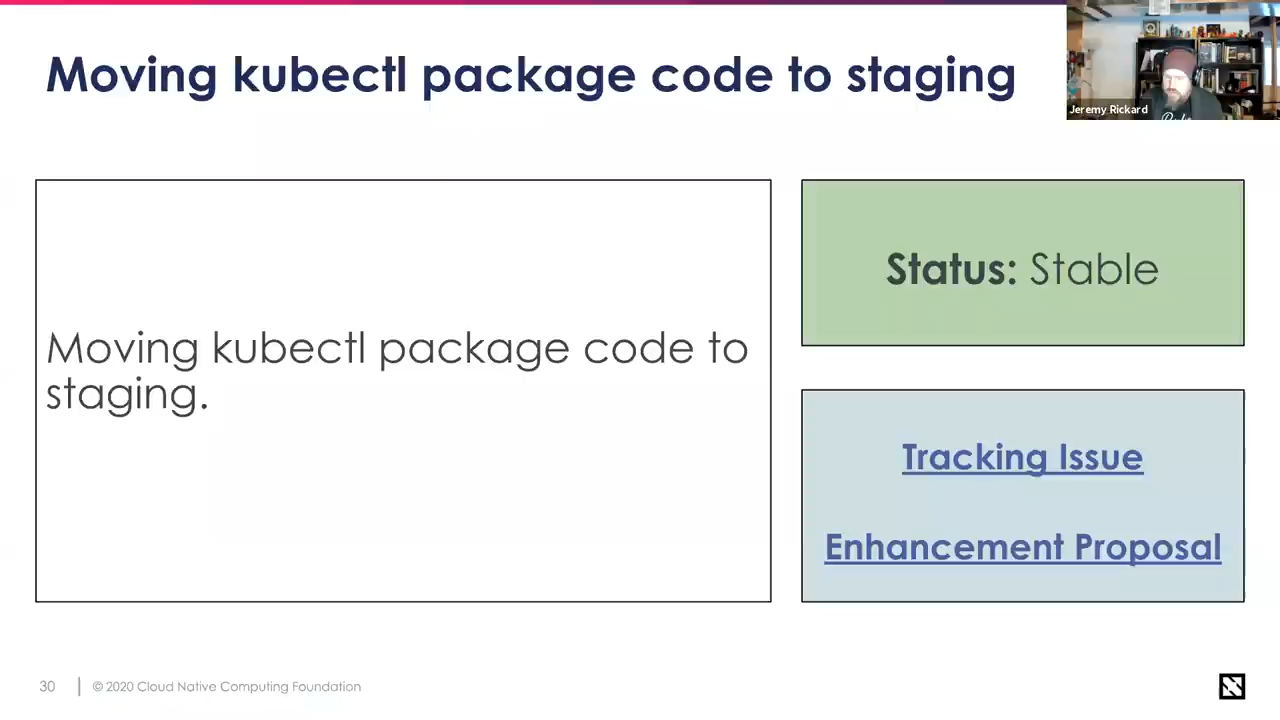 Moving kubectl package code to staging
Jeremy Rickard
Moving kubectl package code to
staging.
Status: Stable
Tracking Issue
Enhancement Proposal
30
© 2020 Cloud Native Computing Foundation